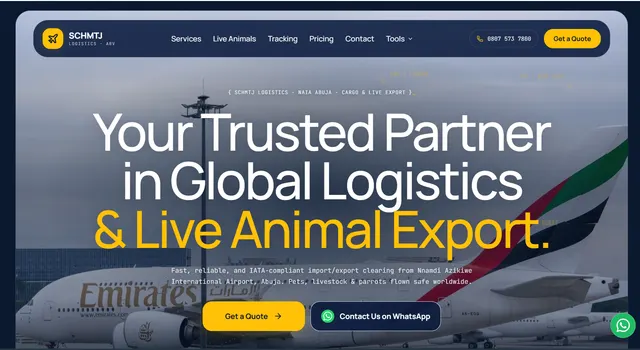 SCHMTJ
LOGISTICS · ABV
Services
Live Animals
Tracking
Pricing
Contact
Tools
0807 573 7880
Get a Quote
{ SCHMTJ LOGISTICS · NAIA ABUJA · CARGO & LIVE EXPORT }
Your Trusted Partner
in Global Logistics
& Live Animal Export.
Fast, reliable, and IATA-compliant import/export clearing from Nnamdi Azikiwe
International Airport, Abuja. Pets, livestock & parrots flown safe worldwide.
Emirates
www.emirates.com
Get a Quote
Contact Us on WhatsApp